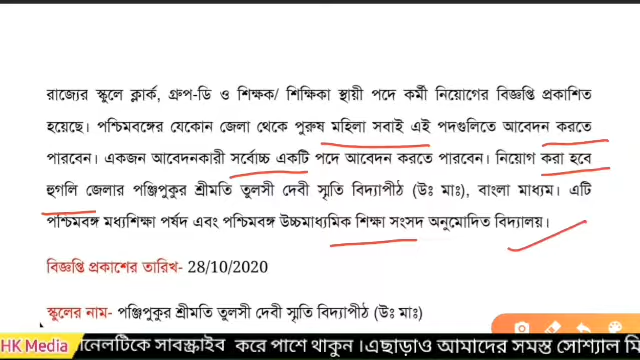 রাজ্যের স্কুলে ক্লার্ক, গ্রুপ-ডি ও শিক্ষক/ শিক্ষিকা স্থায়ী পদে কর্মী নিয়োগের বিজ্ঞপ্তি প্রকাশিত
হয়েছে। পশ্চিমবঙ্গের যেকোন জেলা থেকে পুরুষ মহিলা সবাই এই পদগুলিতে আবেদন করতে
পারবেন। একজন আবেদনকারী সর্বোচ্চ একটি পদে আবেদন করতে পারবেন। নিয়োগ করা হবে
হুগলি জেলার পঞ্জিপুকুর শ্রীমতি তুলসী দেবী স্মৃতি বিদ্যাপীঠ (উঃ মাঃ), বাংলা মাধ্যম। এটি
পশ্চিমবঙ্গ মধ্যশিক্ষা পর্ষদ এবং পশ্চিমবঙ্গ উচ্চমাধ্যমিক শিক্ষা সংসদ অনুমোদিত বিদ্যালয়।
বিজ্ঞপ্তি প্রকাশের তারিখ- 28/10/2020
স্কুলের নাম- পঞ্জিপুকুর শ্রীমতি তুলসী দেবী স্মৃতি বিদ্যাপীঠ (উঃ মাঃ)
HK Media নেলটিকে সাবস্ক্রাইব করে পাশে থাকুন ।এছাড়াও আমাদের সমস্ত সোশ্যাল মি